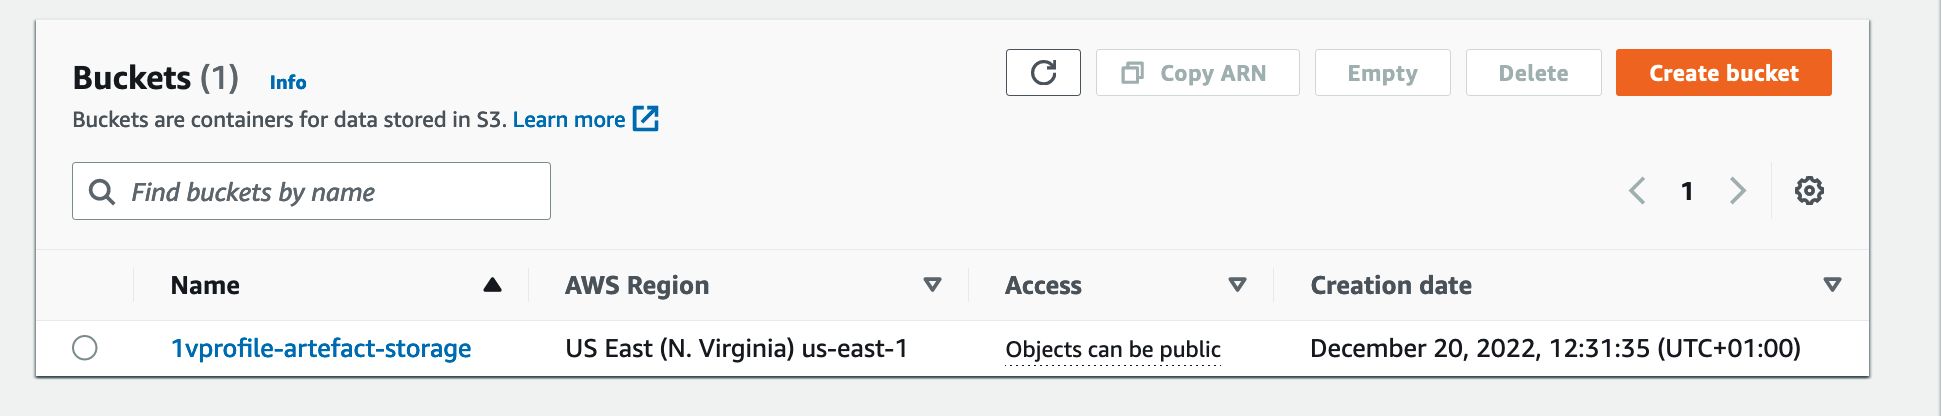 Buckets (1) Info
Buckets are containers for data stored in S3. Learn more
Copy ARN
Empty
Delete
Create bucket
Find buckets by name
1
Name AWS Region Access Creation date
1vprofile-artefact-storage US East (N. Virginia) us-east-1 Objects can be public December 20, 2022, 12:31:35 (UTC+01:00)